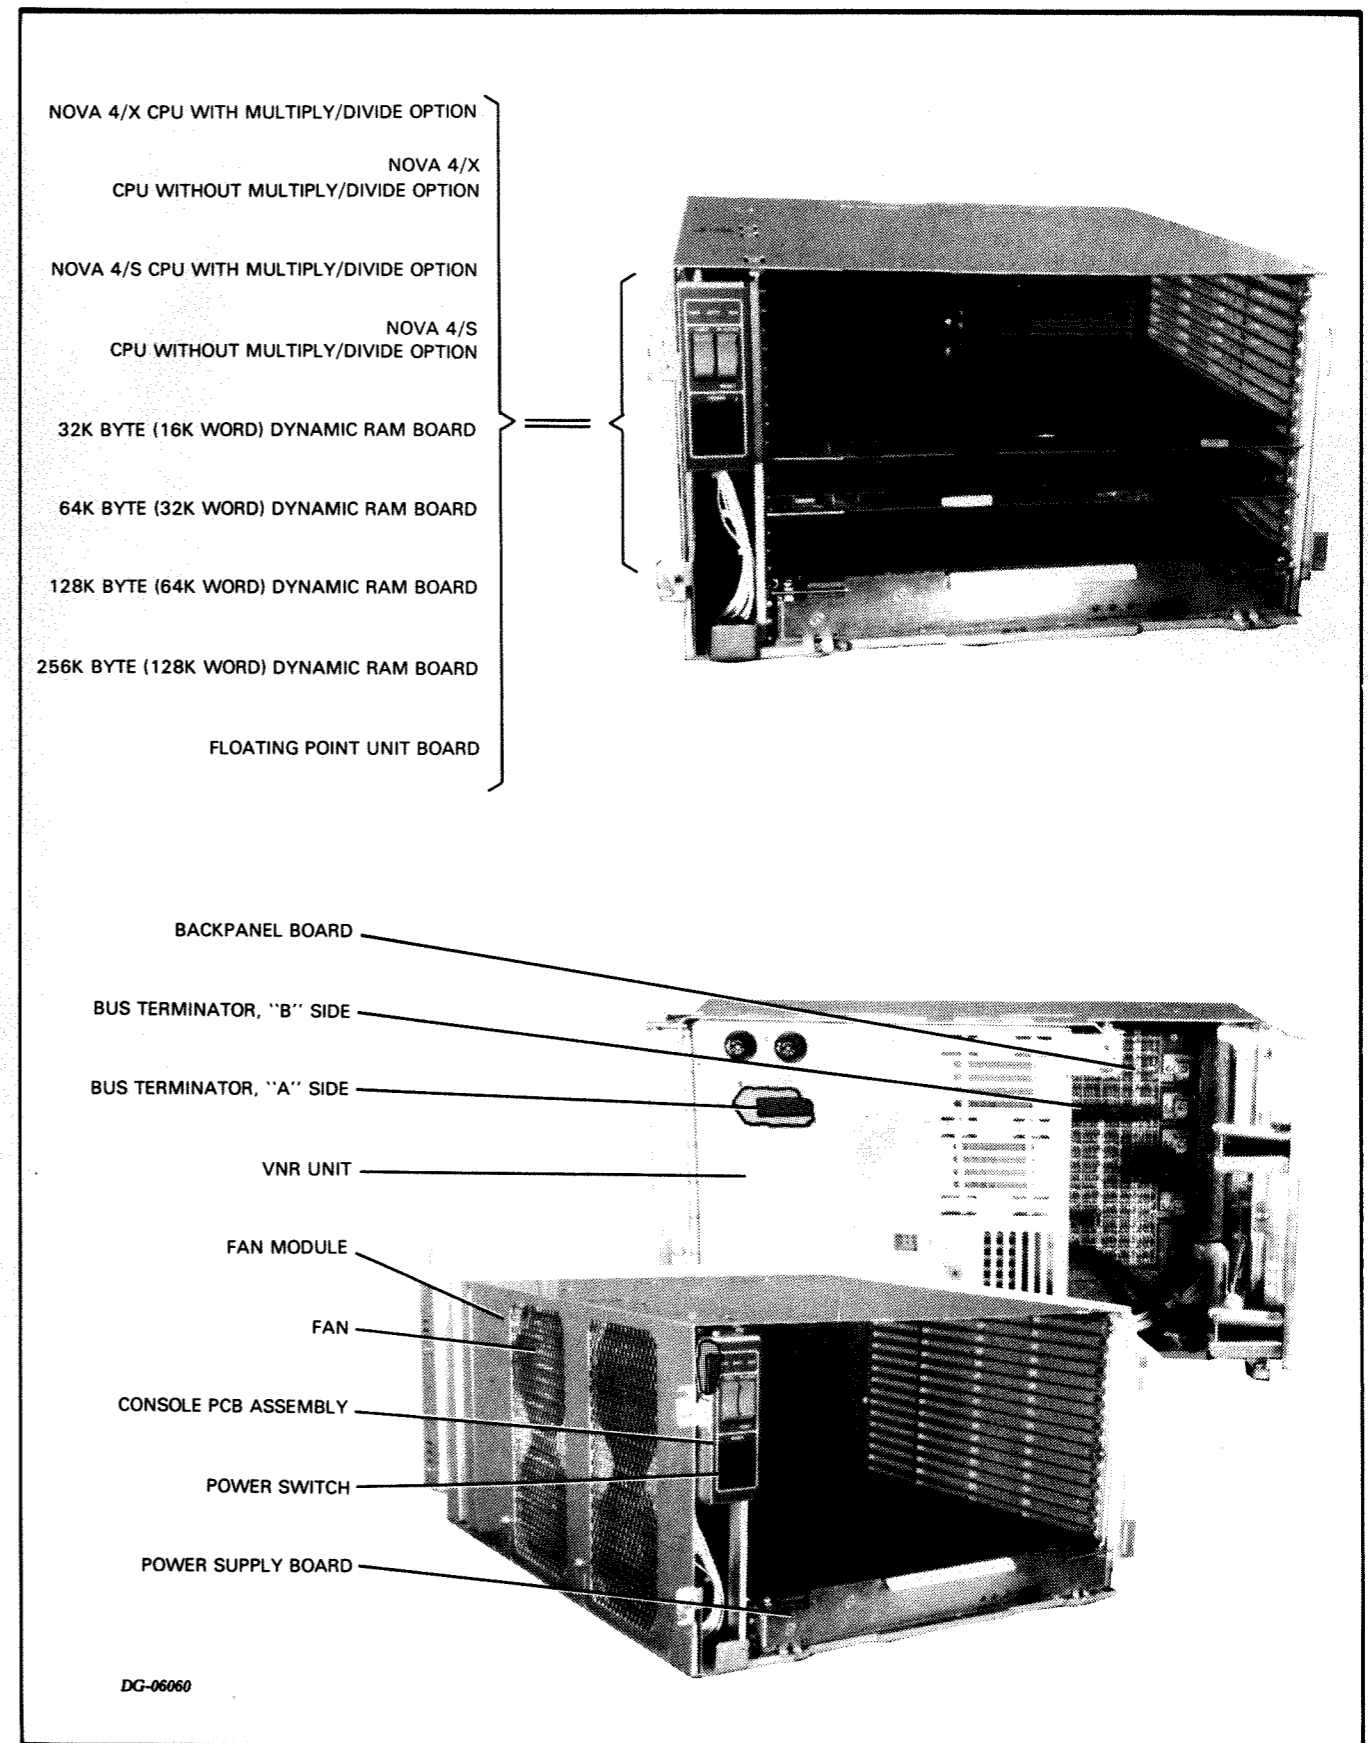 NOVA 4/X CPU WITH MULTIPLY/DIVIDE OPTION
NOVA 4/X
CPU WITHOUT MULTIPLY/DIVIDE OPTION
NOVA 4/S CPU WITH MULTIPLY/DIVIDE OPTION
NOVA 4/S
CPU WITHOUT MULTIPLY/DIVIDE OPTION
32K BYTE (16K WORD) DYNAMIC RAM BOARD
64K BYTE (32K WORD) DYNAMIC RAM BOARD
128K BYTE (64K WORD) DYNAMIC RAM BOARD
256K BYTE (128K WORD) DYNAMIC RAM BOARD
FLOATING POINT UNIT BOARD
BACKPANEL BOARD
BUS TERMINATOR, ''B'' SIDE
BUS TERMINATOR, ''A'' SIDE
VNR UNIT
FAN MODULE
FAN
CONSOLE PCB ASSEMBLY
POWER SWITCH
POWER SUPPLY BOARD
DG-06060